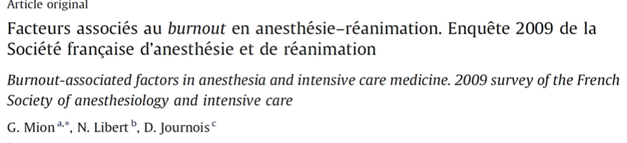 Article original
Facteurs associés au burnout en anesthésie–réanimation. Enquête 2009 de la
Société française d'anesthésie et de réanimation
Burnout-associated factors in anesthesia and intensive care medicine. 2009 survey of the French
Society of anesthesiology and intensive care
G. Mion a,*, N. Libert b, D. Journois c